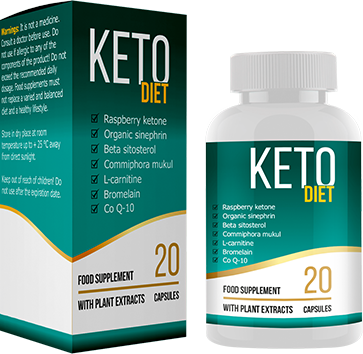 Warnings: It is not a medicine.
Consult a doctor before use. Do
not use if allergic to any of the
components of the product! Do not
exceed the recommended daily
dosage. Food supplements must
not replace a varied and balanced
diet and a healthy lifestyle.
Store in dry place at room
temperature up to + 25 °C away
from direct sunlight.
Keep out of reach of children! Do
not use after the expiration date.
KETO
DIET
Raspberry ketone
Organic sinephrin
Beta sitosterol
Commiphora mukul
L-carnitine
Bromelain
Co Q-10
FOOD SUPPLEMENT
20
WITH PLANT EXTRACTS
CAPSULES
KETO
DIET
Raspberry ketone
Organic sinephrin
Beta sitosterol
Commiphora mukul
L-carnitine
Bromelain
Co Q-10
FOOD SUPPLEMENT
20
WITH PLANT EXTRACTS
CAPSULES